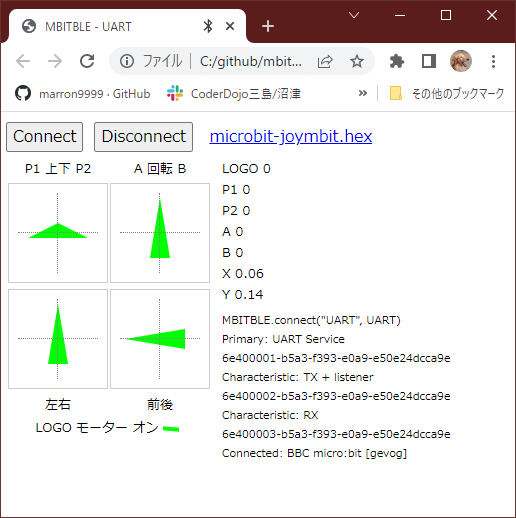 MBITBLE - UART
ファイル C:/github/mbit...
marron9999 · GitHub
CoderDojo三島/沼津
»
その他のブックマーク
Connect
Disconnect
microbit-joymbit.hex
P1 上下 P2
A 回転 B
左右
前後
LOGO モーター オン
LOGO 0
P1 0
P2 0
A 0
B 0
X 0.06
Y 0.14
MBITBLE.connect("UART", UART)
Primary: UART Service
6e400001-b5a3-f393-e0a9-e50e24dcca9e
Characteristic: TX + listener
6e400002-b5a3-f393-e0a9-e50e24dcca9e
Characteristic: RX
6e400003-b5a3-f393-e0a9-e50e24dcca9e
Connected: BBC micro:bit [gevog]